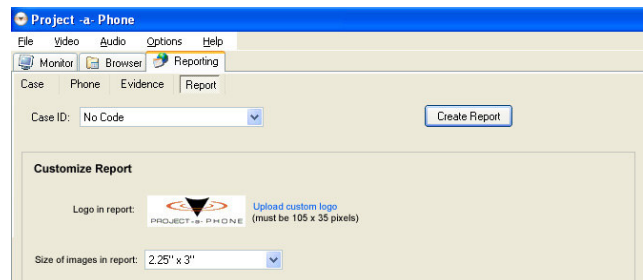 Project -a- Phone
File Video Audio Options Help
Monitor Browser Reporting
Case Phone Evidence Report
Case ID: No Code Create Report
Customize Report
Logo in report: PROJECT-a-PHONE Upload custom logo
(must be 105 x 35 pixels)
Size of images in report: 2.25" x 3"